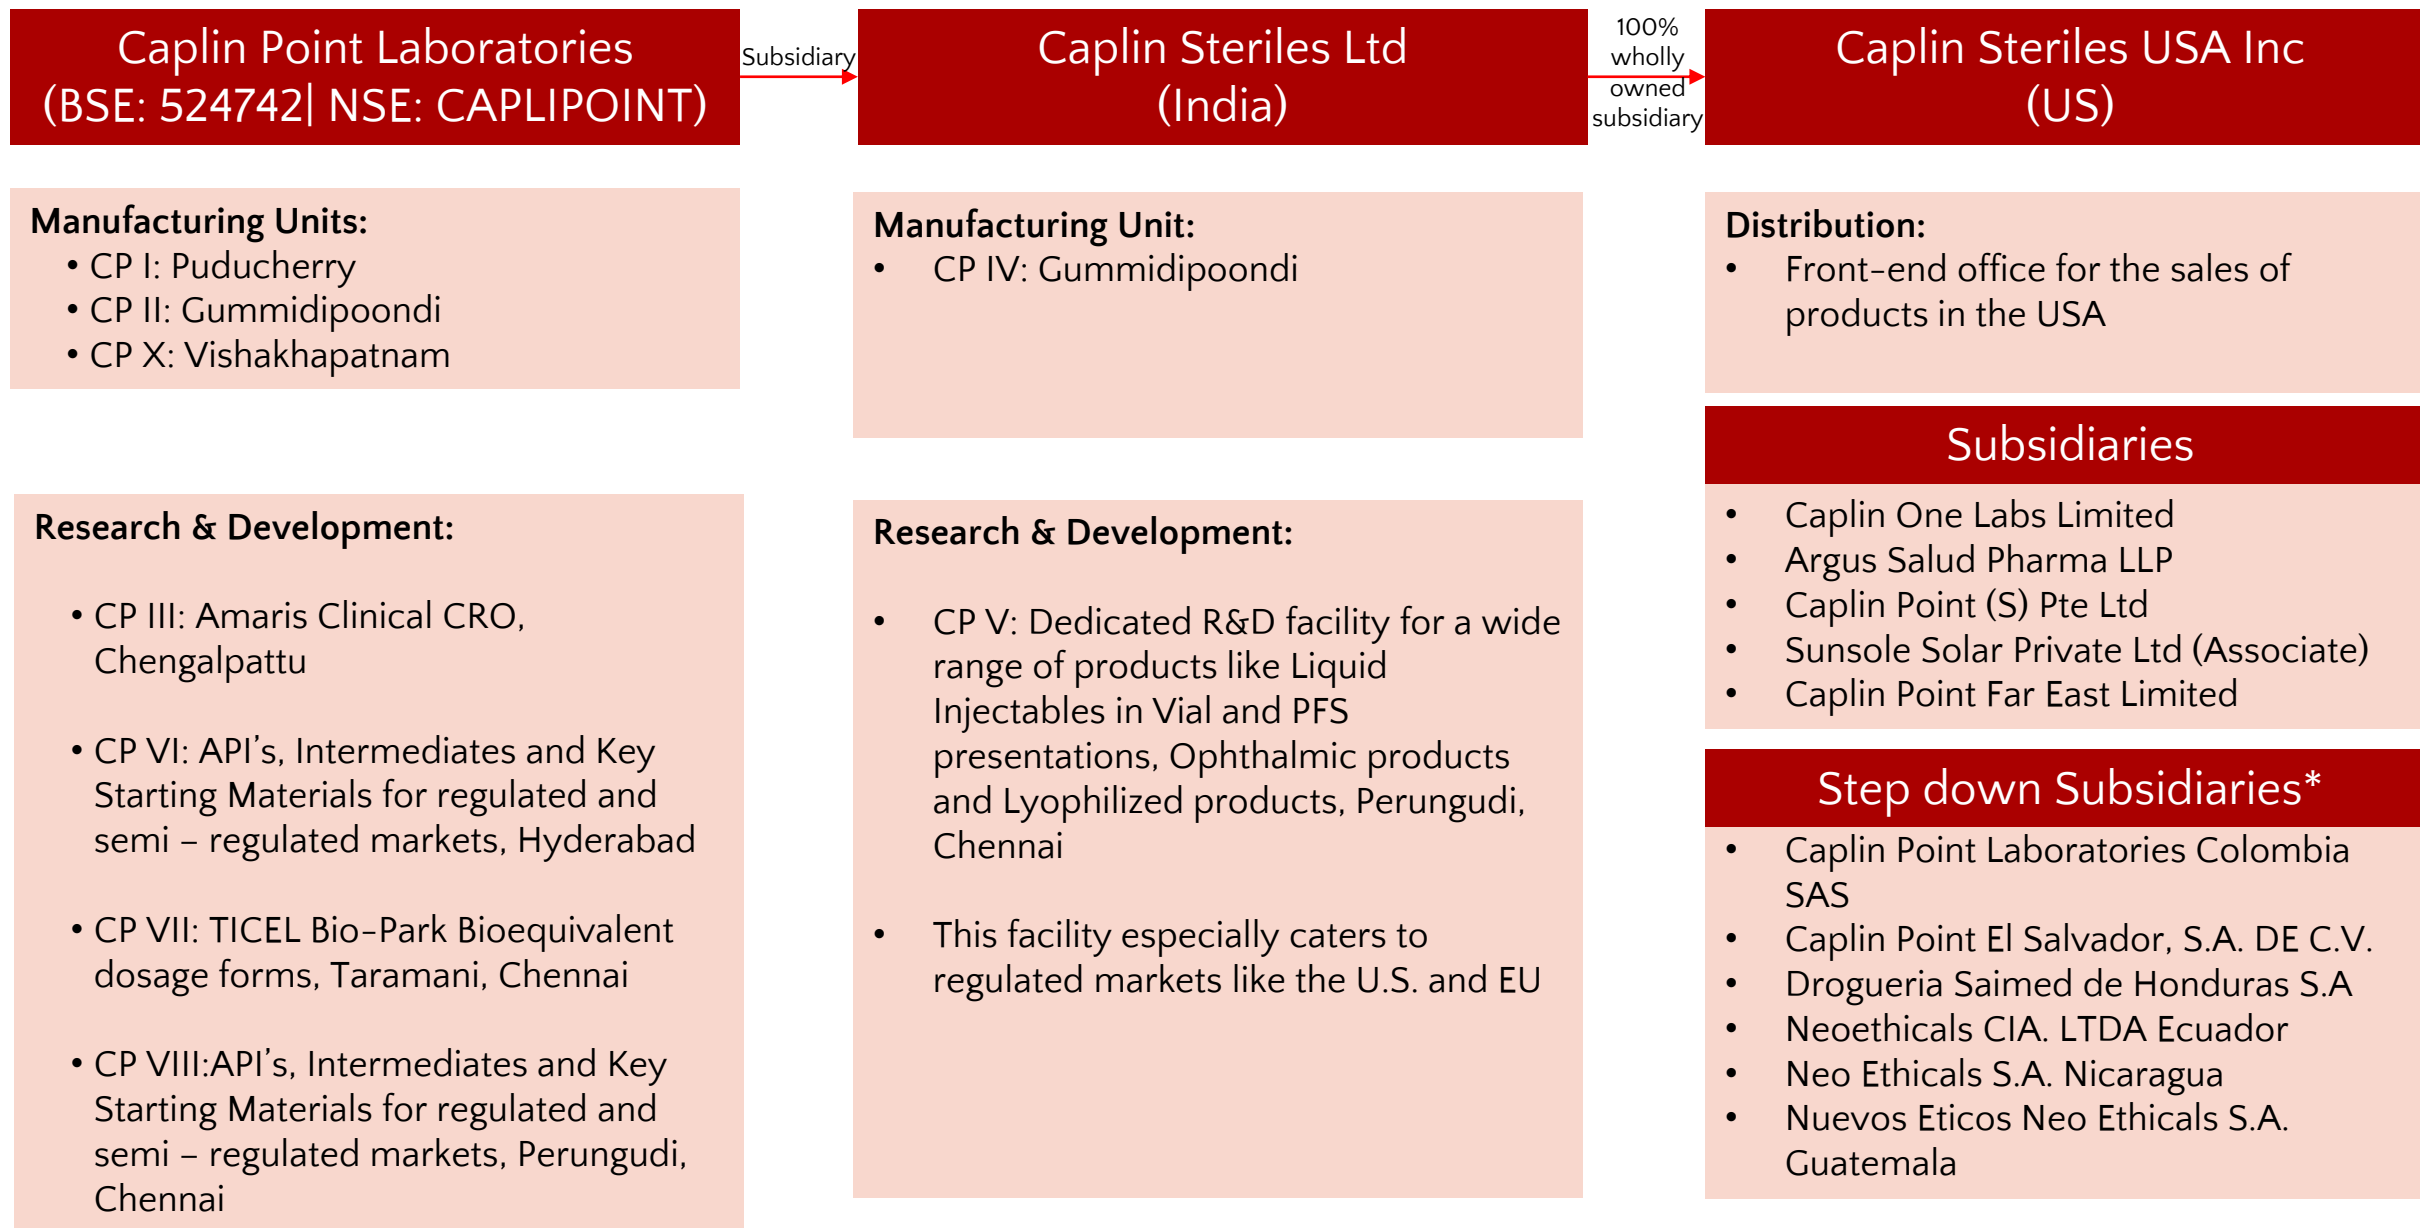 Caplin Point Laboratories
(BSE: 524742| NSE: CAPLIPOINT)
Subsidiary
Caplin Steriles Ltd
(India)
100%
wholly
owned
subsidiary
Caplin Steriles USA Inc
(US)
Manufacturing Units:
• CP I: Puducherry
• CP II: Gummidipoondi
• CP X: Vishakhapatnam
Research & Development:
• CP III: Amaris Clinical CRO,
Chengalpattu
• CP VI: API's, Intermediates and Key
Starting Materials for regulated and
semi – regulated markets, Hyderabad
• CP VII: TICEL Bio-Park Bioequivalent
dosage forms, Taramani, Chennai
• CP VIII:API's, Intermediates and Key
Starting Materials for regulated and
semi – regulated markets, Perungudi,
Chennai
Manufacturing Unit:
• CP IV: Gummidipoondi
Research & Development:
• CP V: Dedicated R&D facility for a wide
range of products like Liquid
Injectables in Vial and PFS
presentations, Ophthalmic products
and Lyophilized products, Perungudi,
Chennai
• This facility especially caters to
regulated markets like the U.S. and EU
Distribution:
• Front-end office for the sales of
products in the USA
Subsidiaries
• Caplin One Labs Limited
• Argus Salud Pharma LLP
• Caplin Point (S) Pte Ltd
• Sunsole Solar Private Ltd (Associate)
• Caplin Point Far East Limited
Step down Subsidiaries*
• Caplin Point Laboratories Colombia
SAS
• Caplin Point El Salvador, S.A. DE C.V.
• Drogueria Saimed de Honduras S.A
• Neoethicals CIA. LTDA Ecuador
• Neo Ethicals S.A. Nicaragua
• Nuevos Eticos Neo Ethicals S.A.
Guatemala